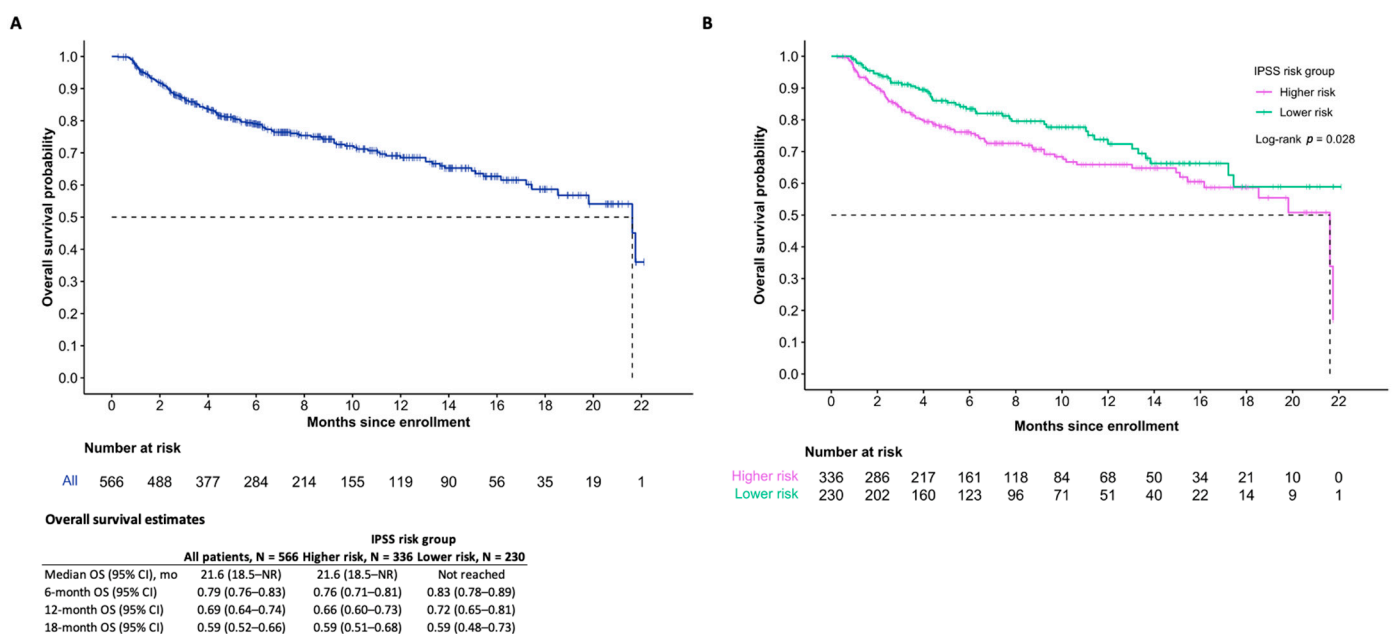 A
1.0
0.9
0.8
0.7
0.6
0.5
0.4
0.3
0.2
0.1
0.0
Overall survival probability
0 2 4 6 8 10 12 14 16 18 20 22
Months since enrollment
Number at risk
All 566 488 377 284 214 155 119 90 56 35 19 1
Overall survival estimates
IPSS risk group
All patients, N = 566 Higher risk, N = 336 Lower risk, N = 230
Median OS (95% CI), mo 21.6 (18.5–NR) 21.6 (18.5–NR) Not reached
6-month OS (95% CI) 0.79 (0.76–0.83) 0.76 (0.71–0.81) 0.83 (0.78–0.89)
12-month OS (95% CI) 0.69 (0.64–0.74) 0.66 (0.60–0.73) 0.72 (0.65–0.81)
18-month OS (95% CI) 0.59 (0.52–0.66) 0.59 (0.51–0.68) 0.59 (0.48–0.73)
B
1.0
0.9
0.8
0.7
0.6
0.5
0.4
0.3
0.2
0.1
0.0
Overall survival probability
IPSS risk group
Higher risk
Lower risk
Log-rank p = 0.028
0 2 4 6 8 10 12 14 16 18 20 22
Months since enrollment
Number at risk
Higher risk 336 286 217 161 118 84 68 50 34 21 10 0
Lower risk 230 202 160 123 96 71 51 40 22 14 9 1